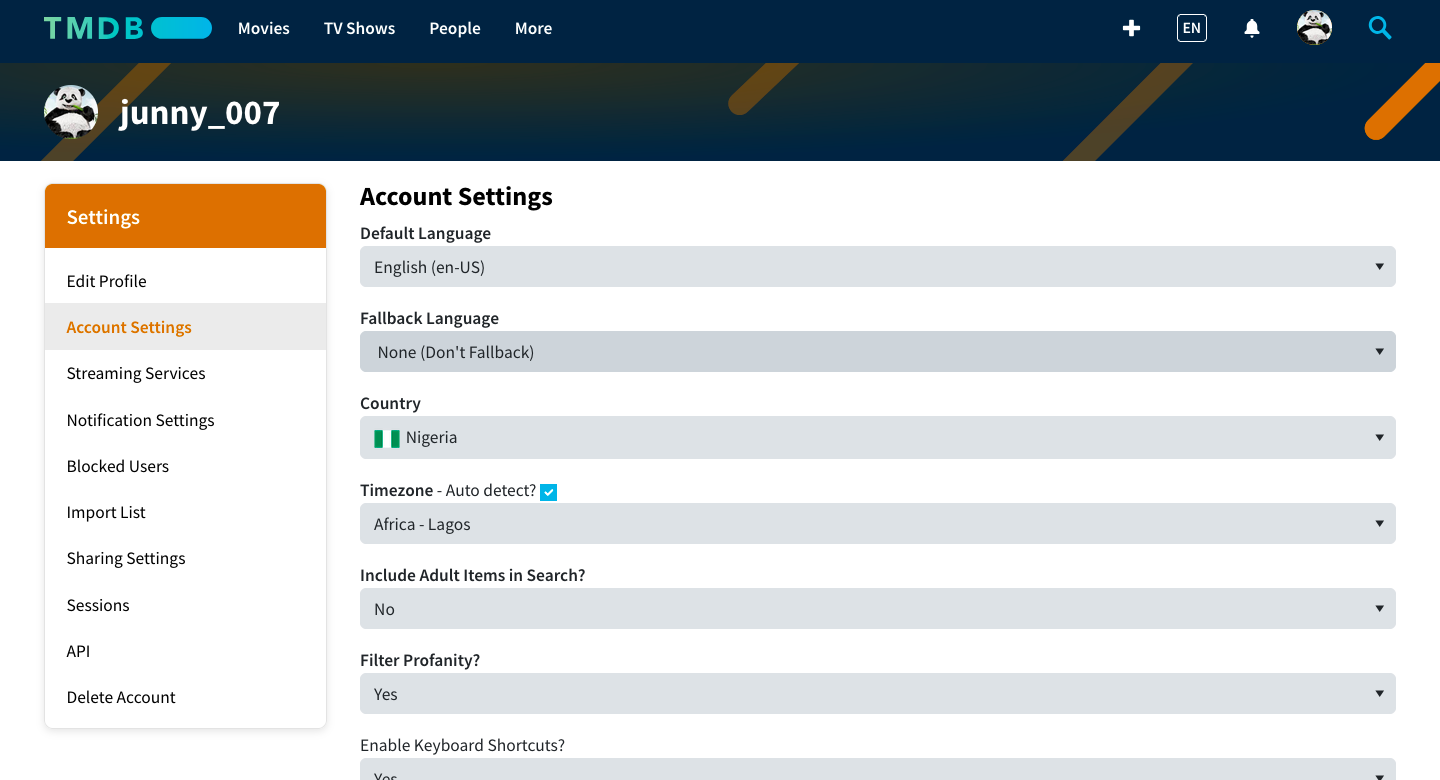 TMDB Movies TV Shows People More EN
junny_007
Settings
Edit Profile
Account Settings
Streaming Services
Notification Settings
Blocked Users
Import List
Sharing Settings
Sessions
API
Delete Account
Account Settings
Default Language
English (en-US)
Fallback Language
None (Don't Fallback)
Country
Nigeria
Timezone - Auto detect?
Africa - Lagos
Include Adult Items in Search?
No
Filter Profanity?
Yes
Enable Keyboard Shortcuts?
Yes